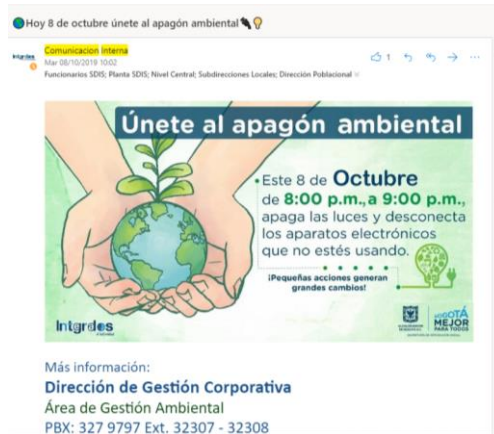 Hoy 8 de octubre únete al apagón ambiental
Comunicacion Interna
Mar 08/10/2019 10:02
1
Funcionarios SDIS; Planta SDIS; Nivel Central; Subdirecciones Locales; Dirección Poblacional
Únete al apagón ambiental
Este 8 de Octubre
de 8:00 p.m., a 9:00 p.m.,
apaga las luces y desconecta
los aparatos electrónicos
que no estés usando.
¡Pequeñas acciones generan
grandes cambios!
BOGOTÁ
MEJOR
PARA TODOS
Más información:
Dirección de Gestión Corporativa
Área de Gestión Ambiental
PBX: 327 9797 Ext. 32307 - 32308